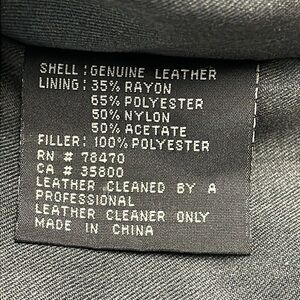 SHELL: GENUINE LEATHER
LINING: 35% RAYON
65% POLYESTER
50% NYLON
50% ACETATE
FILLER: 100% POLYESTER
RN # 78470
CA # 35800
LEATHER CLEANED BY A
PROFESSIONAL
LEATHER CLEANER ONLY
MADE IN CHINA